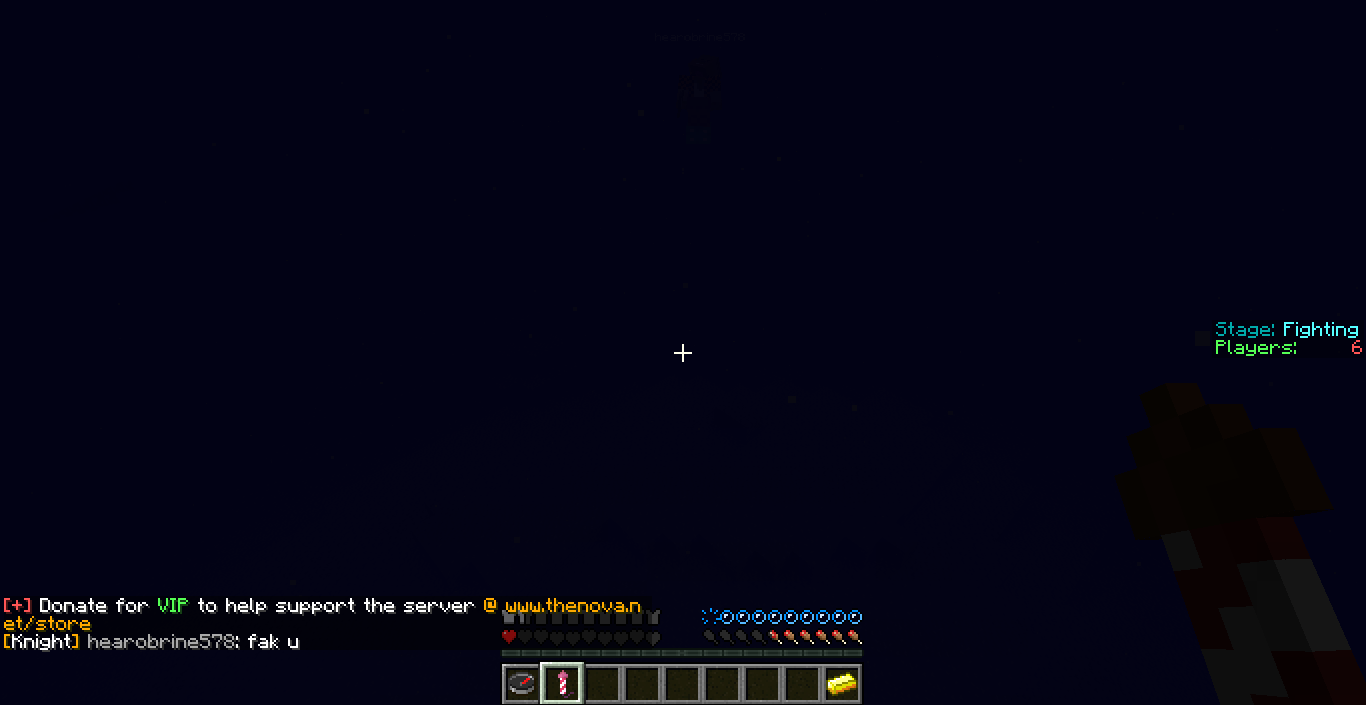 Stage: Fighting
Players: 6
[+] Donate for VIP to help support the server @ www.thenova.n
et/store
[Knight] hearobrine578: fak u